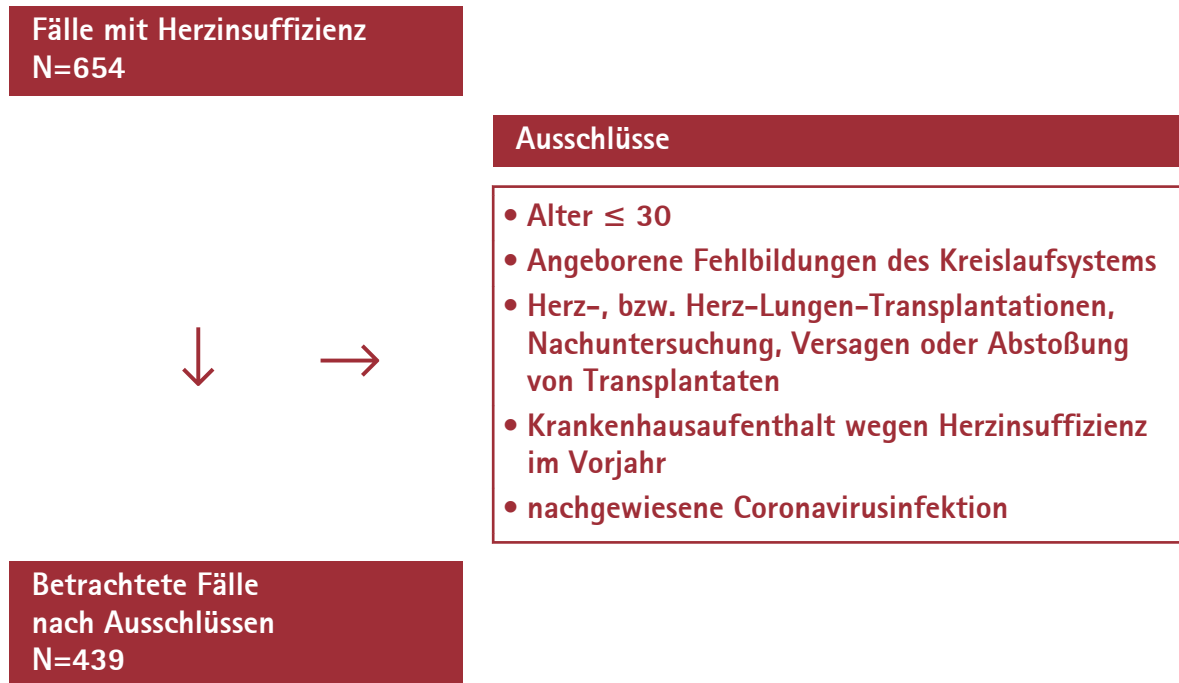 Fälle mit Herzinsuffizienz
N=654
Ausschlüsse
• Alter ≤ 30
• Angeborene Fehlbildungen des Kreislaufsystems
• Herz-, bzw. Herz-Lungen-Transplantationen,
Nachuntersuchung, Versagen oder Abstoßung
von Transplantaten
• Krankenhausaufenthalt wegen Herzinsuffizienz
im Vorjahr
• nachgewiesene Coronavirusinfektion
Betrachtete Fälle
nach Ausschlüssen
N=439